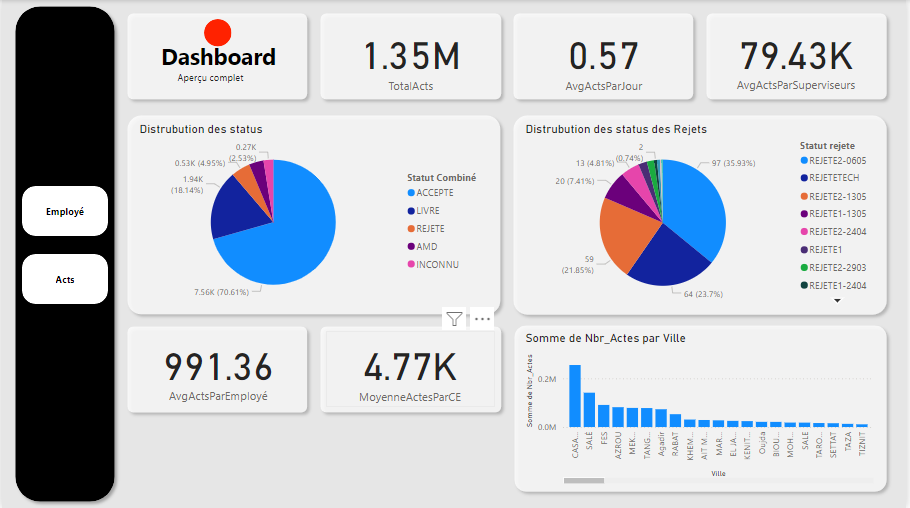 Dashboard
Aperçu complet
1.35M
TotalActs
0.57
AvgActsParJour
79.43K
AvgActsParSuperviseurs
Employé
Acts
Distrubution des status
0.27K
(2.53%)
0.53K (4.95%)
1.94K
(18.14%)
7.56K (70.61%)
Statut Combiné
ACCEPTE
LIVRE
REJETE
AMD
INCONNU
Distrubution des status des Rejets
2
(0.74%)
13 (4.81%)
20 (7.41%)
59
(21.85%)
64 (23.7%)
97 (35.93%)
Statut rejete
REJETE2-0605
REJETETECH
REJETE2-1305
REJETE1-1305
REJETE2-2404
REJETE1
REJETE2-2903
REJETE1-2404
991.36
AvgActsParEmployé
4.77K
MoyenneActesParCE
Somme de Nbr_Actes par Ville
Somme de Nbr_Actes
0.2M
0.0M
CASA...
SALÉ
FES
AZROU
MEK...
TANG...
Agadir
RABAT
KHEM...
AIT M...
MAR...
EL JA...
KENIT...
Oujda
BIOU...
MOH...
SALE
TARO...
SETTAT
TAZA
TIZNIT
Ville